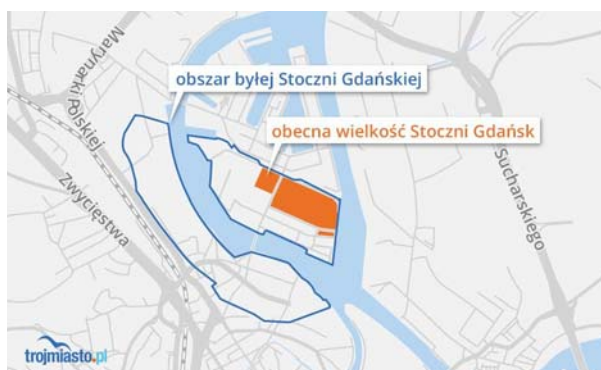 Marynarki Polskiej
obszar byłej Stoczni Gdańskiej
obecna wielkość Stoczni Gdańsk
Zwycięstwa
Sucharskiego
trojmiasto.pl